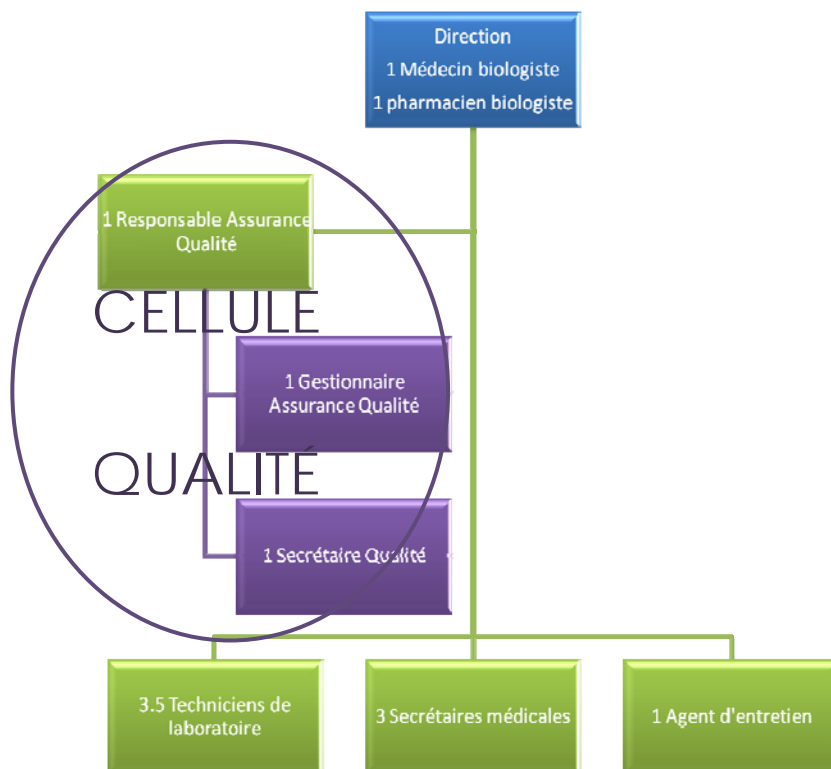 Direction
1 Médecin biologiste
1 pharmacien biologiste
1 Responsable Assurance
Qualité
CELLULE
1 Gestionnaire
Assurance Qualité
QUALITÉ
1 Secrétaire Qualité
3.5 Techniciens de
laboratoire
3 Secrétaires médicales
1 Agent d'entretien